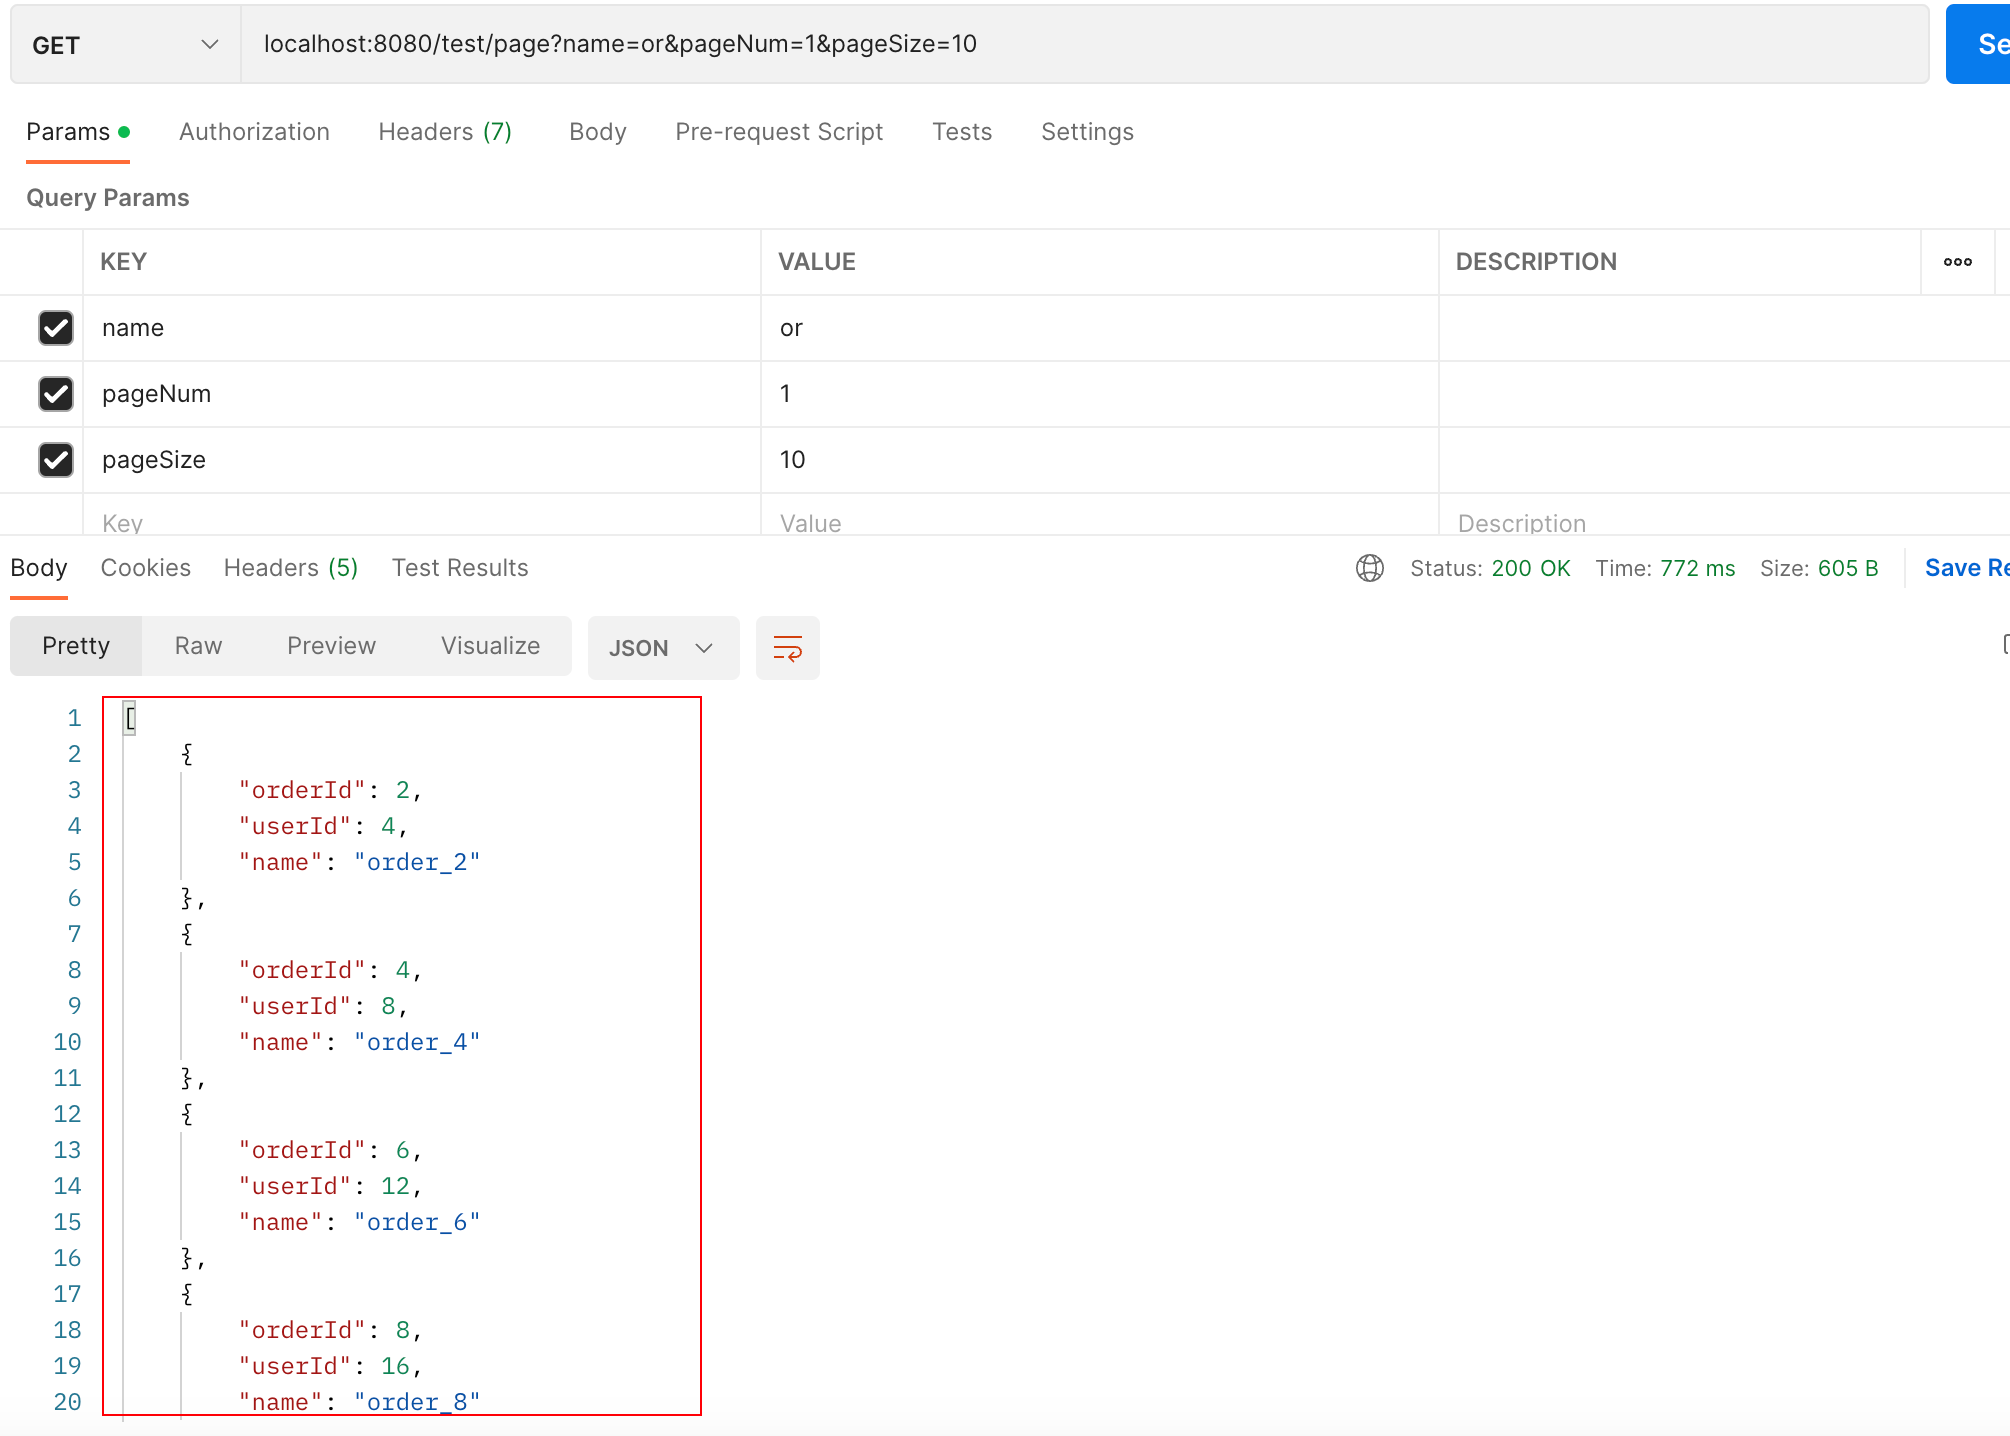 GET localhost:8080/test/page?name=or&pageNum=1&pageSize=10 Se
Params Authorization Headers (7) Body Pre-request Script Tests Settings
Query Params
KEY VALUE DESCRIPTION
name or
pageNum 1
pageSize 10
Key Value Description
Body Cookies Headers (5) Test Results Status: 200 OK Time: 772 ms Size: 605 B Save Re
Pretty Raw Preview Visualize JSON
1 [
2 {
3 "orderId": 2,
4 "userId": 4,
5 "name": "order_2"
6 },
7 {
8 "orderId": 4,
9 "userId": 8,
10 "name": "order_4"
11 },
12 {
13 "orderId": 6,
14 "userId": 12,
15 "name": "order_6"
16 },
17 {
18 "orderId": 8,
19 "userId": 16,
20 "name": "order_8"